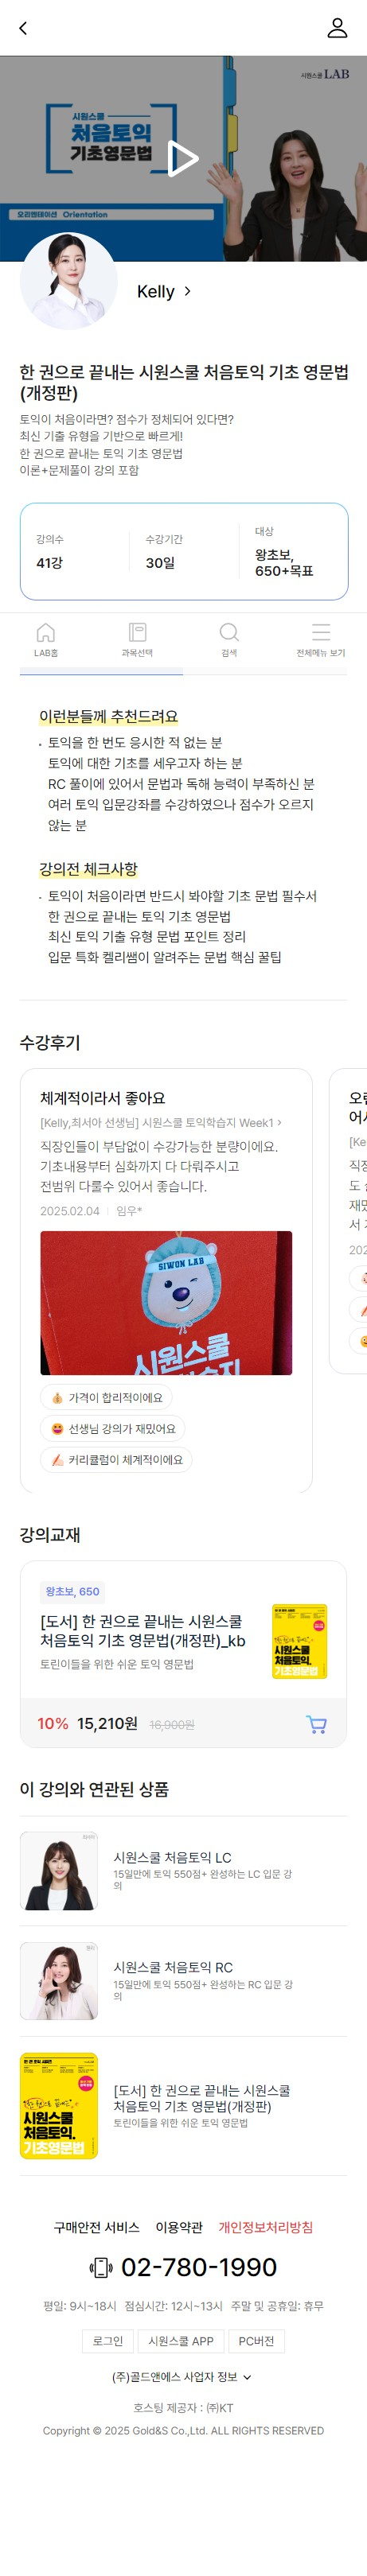 시원스쿨 LAB
시원스쿨
처음토익
기초영문법
오리엔테이션 Orientation
Kelly
한 권으로 끝내는 시원스쿨 처음토익 기초 영문법
(개정판)
토익이 처음이라면? 점수가 정체되어 있다면?
최신 기출 유형을 기반으로 빠르게!
한 권으로 끝내는 토익 기초 영문법
이론+문제풀이 강의 포함
강의수
41강
수강기간
30일
대상
왕초보,
650+목표
LAB홈
과목선택
검색
전체메뉴 보기
이런분들께 추천드려요
· 토익을 한 번도 응시한 적 없는 분
토익에 대한 기초를 세우고자 하는 분
RC 풀이에 있어서 문법과 독해 능력이 부족하신 분
여러 토익 입문강좌를 수강하였으나 점수가 오르지
않는 분
강의전 체크사항
· 토익이 처음이라면 반드시 봐야할 기초 문법 필수서
한 권으로 끝내는 토익 기초 영문법
최신 토익 기출 유형 문법 포인트 정리
입문 특화 켈리쌤이 알려주는 문법 핵심 꿀팁
수강후기
체계적이라서 좋아요
[Kelly,최서아 선생님] 시원스쿨 토익학습지 Week1 >
직장인들이 부담없이 수강가능한 분량이에요.
기초내용부터 심화까지 다 다뤄주시고
전범위 다룰수 있어서 좋습니다.
2025.02.04 | 임우*
SIWON LAB
시원스쿨
가격이 합리적이에요
선생님 강의가 재밌어요
커리큘럼이 체계적이에요
어서
[Ke
직장
재밌
서
202
강의교재
왕초보, 650
[도서] 한 권으로 끝내는 시원스쿨
처음토익 기초 영문법(개정판)_kb
토린이들을 위한 쉬운 토익 영문법
시원스쿨
처음토익.
기초영문법
10% 15,210원 16,900원
이 강의와 연관된 상품
시원스쿨 처음토익 LC
15일만에 토익 550점+ 완성하는 LC 입문 강
의
시원스쿨 처음토익 RC
15일만에 토익 550점+ 완성하는 RC 입문 강
의
시원스쿨
처음토익.
기초영문법
[도서] 한 권으로 끝내는 시원스쿨
처음토익 기초 영문법(개정판)
토린이들을 위한 쉬운 토익 영문법
구매안전 서비스 이용약관 개인정보처리방침
02-780-1990
평일: 9시~18시 점심시간: 12시~13시 주말 및 공휴일: 휴무
로그인
시원스쿨 APP
PC버전
(주)골드앤에스 사업자 정보
호스팅 제공자 : ㈜KT
Copyright © 2025 Gold&S Co.,Ltd. ALL RIGHTS RESERVED